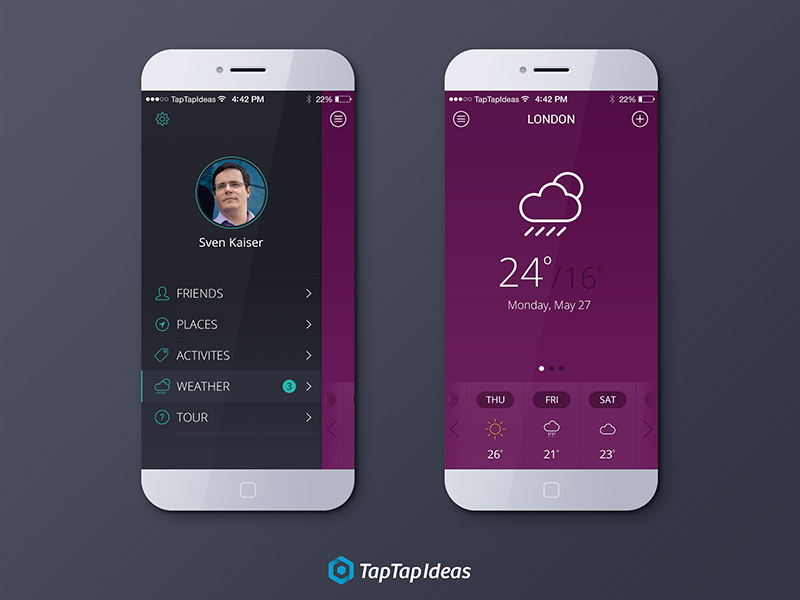 TapTapIdeas 4:42 PM 22%
Sven Kaiser
FRIENDS
PLACES
ACTIVITES
WEATHER 3
TOUR
?
TapTapIdeas 4:42 PM 22%
LONDON
24°/16°
Monday, May 27
THU FRI SAT
26° 21° 23°
TapTapIdeas